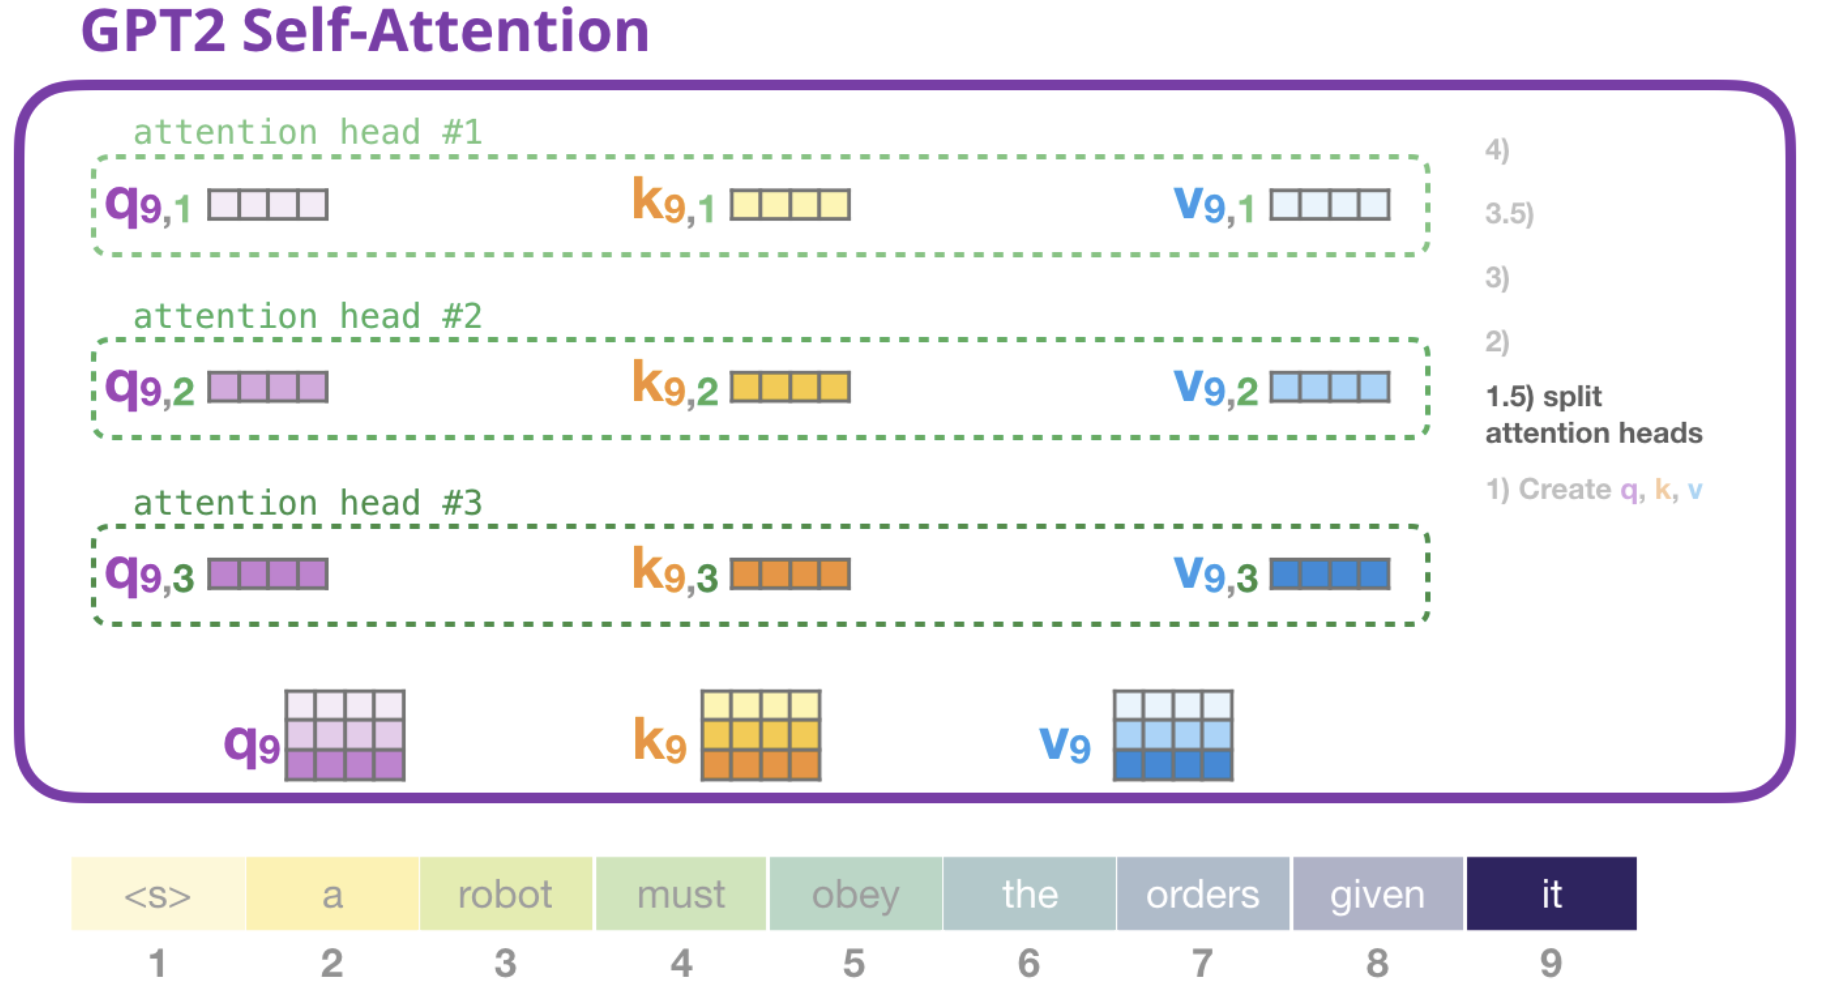 GPT2 Self-Attention
attention head #1
q9,1 k9,1 v9,1
4)
3.5)
3)
attention head #2
q9,2 k9,2 v9,2
2)
1.5) split
attention heads
attention head #3
q9,3 k9,3 v9,3
1) Create q, k, v
q9 k9 v9
<s> a robot must obey the orders given it
1 2 3 4 5 6 7 8 9